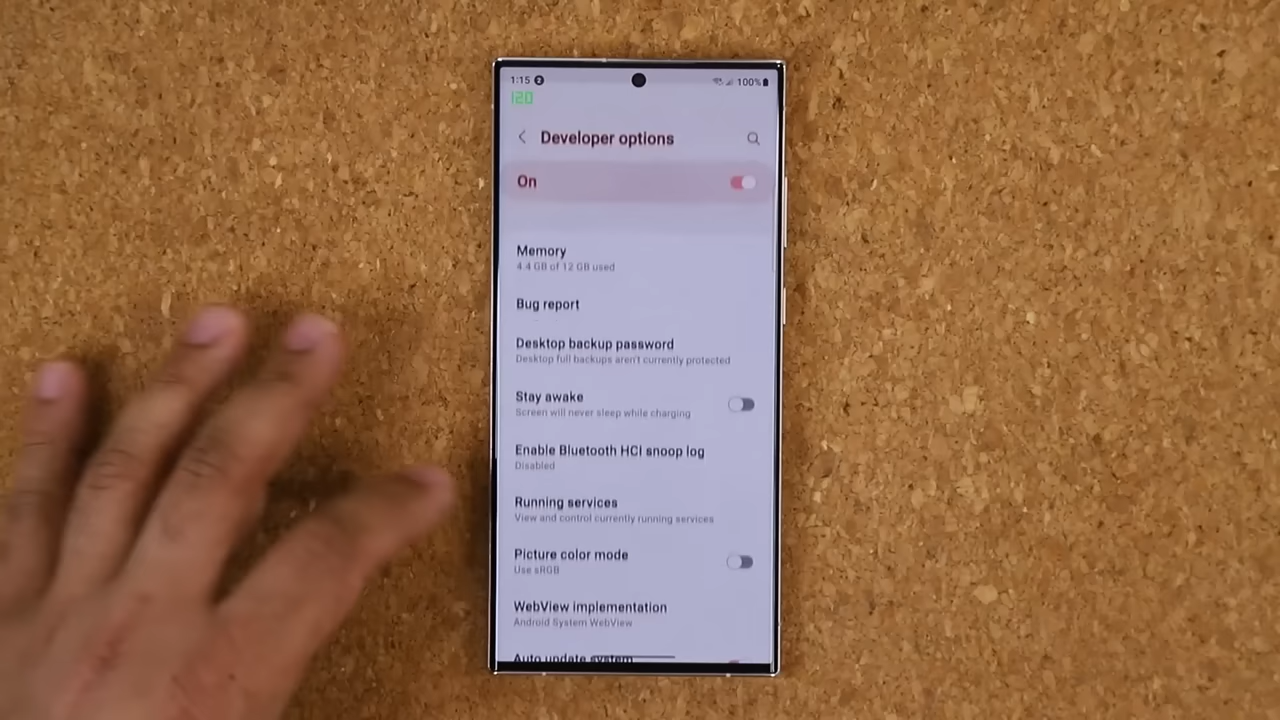 1:15 100%
120
Developer options
On
Memory
4.4 GB of 12 GB used
Bug report
Desktop backup password
Desktop full backups aren't currently protected
Stay awake
Screen will never sleep while charging
Enable Bluetooth HCI snoop log
Disabled
Running services
View and control currently running services
Picture color mode
Use sRGB
WebView implementation
Android System WebView
Auto update system